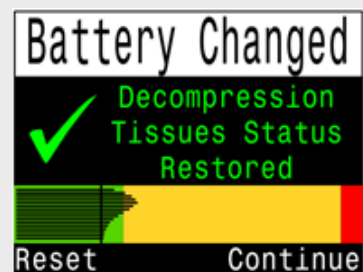 Battery Changed
Decompression
Tissues Status
Restored
Reset Continue